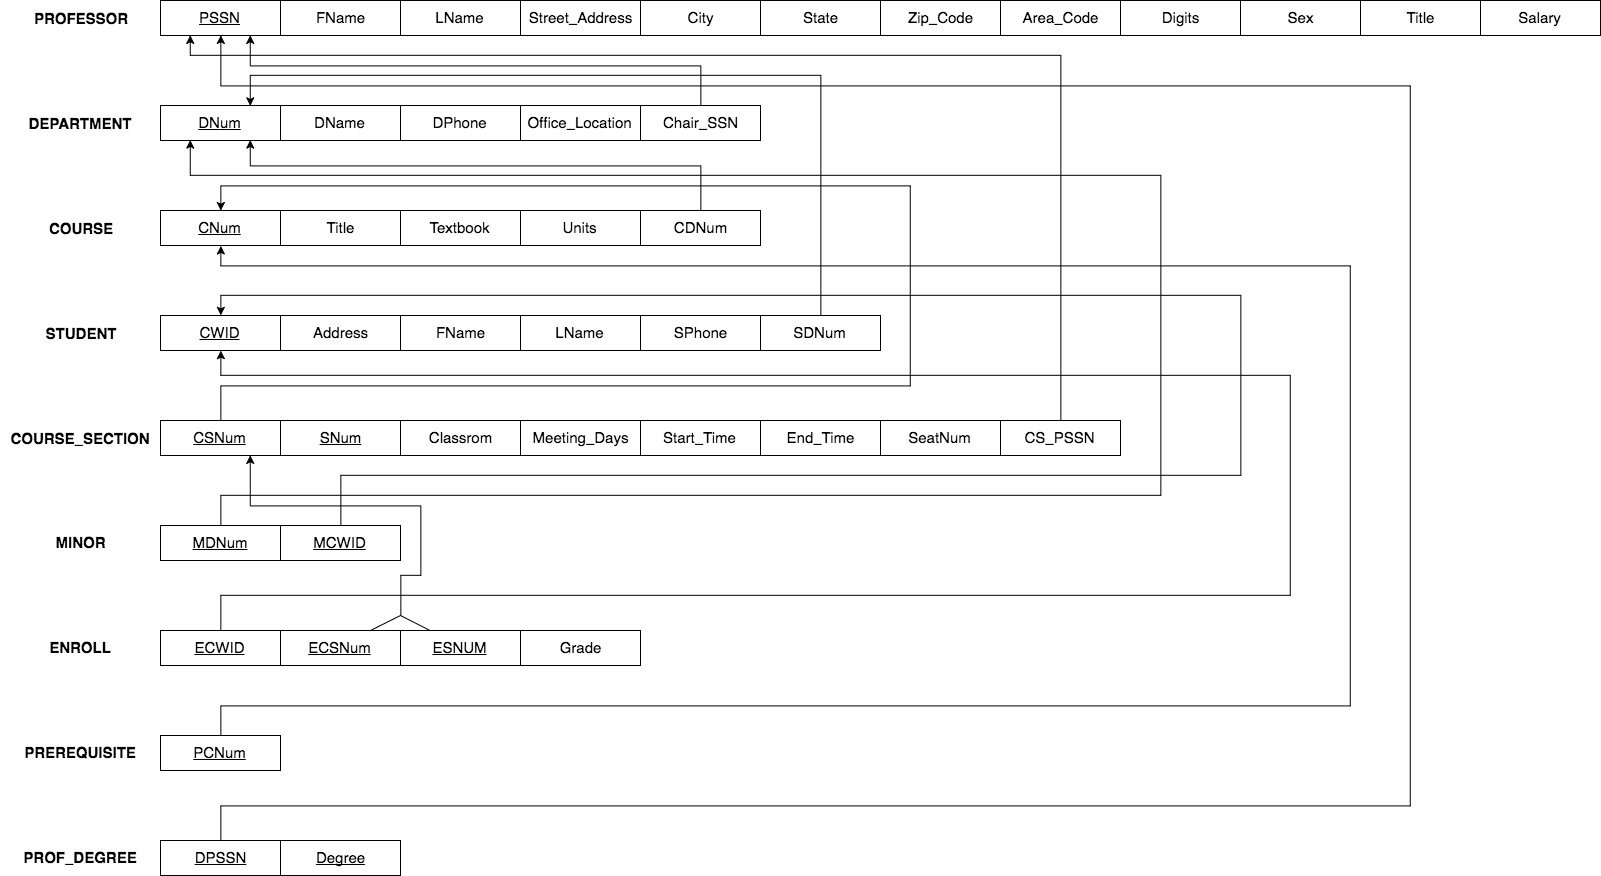 PROFESSOR PSSN FName LName Street_Address City State Zip_Code Area_Code Digits Sex Title Salary
DEPARTMENT DNum DName DPhone Office_Location Chair_SSN
COURSE CNum Title Textbook Units CDNum
STUDENT CWID Address FName LName SPhone SDNum
COURSE_SECTION CSNum SNum Classrom Meeting_Days Start_Time End_Time SeatNum CS_PSSN
MINOR MDNum MCWID
ENROLL ECWID ECSNum ESNUM Grade
PREREQUISITE PCNum
PROF_DEGREE DPSSN Degree